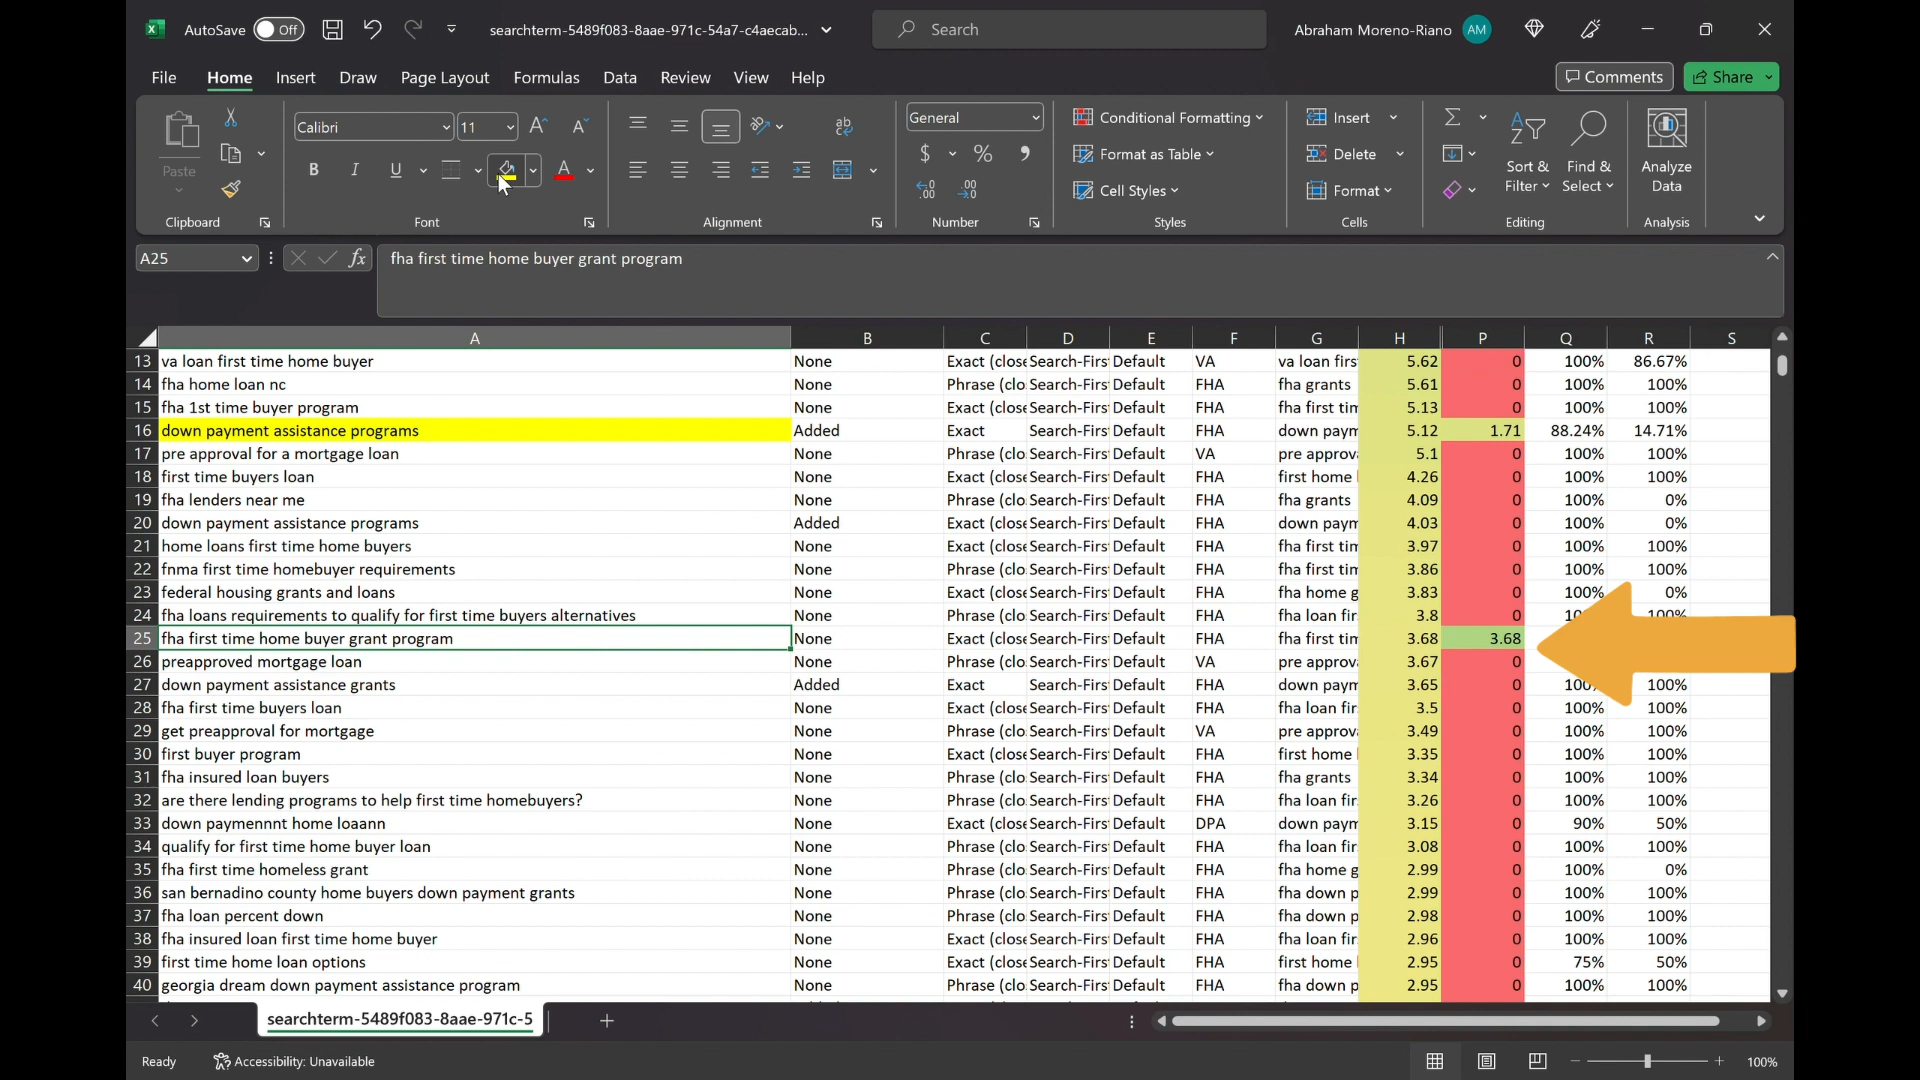 AutoSave Off searchterm-5489f083-8aae-971c-54a7-c4aecab... Search Abraham Moreno-Riano AM
File Home Insert Draw Page Layout Formulas Data Review View Help Comments Share
Paste Calibri 11 General Conditional Formatting Format as Table Cell Styles Insert Delete Format Sort & Filter Find & Select Analyze Data
Clipboard Font Alignment Number Styles Cells Editing Analysis
A25 fx fha first time home buyer grant program
A B C D E F G H P Q R S
13 va loan first time home buyer None Exact (close Search-Firs Default VA va loan firs 5.62 0 100% 86.67%
14 fha home loan nc None Phrase (clo Search-Firs Default FHA fha grants 5.61 0 100% 100%
15 fha 1st time buyer program None Exact (close Search-Firs Default FHA fha first tim 5.13 0 100% 100%
16 down payment assistance programs Added Exact Search-Firs Default FHA down paym 5.12 1.71 88.24% 14.71%
17 pre approval for a mortgage loan None Phrase (clo Search-Firs Default VA pre approv 5.1 0 100% 100%
18 first time buyers loan None Exact (close Search-Firs Default FHA first home 4.26 0 100% 100%
19 fha lenders near me None Phrase (clo Search-Firs Default FHA fha grants 4.09 0 100% 0%
20 down payment assistance programs Added Exact (close Search-Firs Default FHA down paym 4.03 0 100% 0%
21 home loans first time home buyers None Exact (close Search-Firs Default FHA fha first tim 3.97 0 100% 100%
22 fnma first time homebuyer requirements None Phrase (clo Search-Firs Default FHA fha first tim 3.86 0 100% 100%
23 federal housing grants and loans None Exact (close Search-Firs Default FHA fha home g 3.83 0 100% 0%
24 fha loans requirements to qualify for first time buyers alternatives None Phrase (clo Search-Firs Default FHA fha loan fir 3.8 0 100%
25 fha first time home buyer grant program None Exact (close Search-Firs Default FHA fha first tim 3.68 3.68
26 preapproved mortgage loan None Phrase (clo Search-Firs Default VA pre approv 3.67 0
27 down payment assistance grants Added Exact Search-Firs Default FHA down paym 3.65 0 100%
28 fha first time buyers loan None Exact (close Search-Firs Default FHA fha loan fir 3.5 0 100% 100%
29 get preapproval for mortgage None Phrase (clo Search-Firs Default VA pre approv 3.49 0 100% 100%
30 first buyer program None Exact (close Search-Firs Default FHA first home 3.35 0 100% 100%
31 fha insured loan buyers None Phrase (clo Search-Firs Default FHA fha grants 3.34 0 100% 100%
32 are there lending programs to help first time homebuyers? None Phrase (clo Search-Firs Default FHA fha loan fir 3.26 0 100% 100%
33 down paymennnt home loaann None Exact (close Search-Firs Default DPA down paym 3.15 0 90% 50%
34 qualify for first time home buyer loan None Phrase (clo Search-Firs Default FHA fha loan fir 3.08 0 100% 100%
35 fha first time homeless grant None Phrase (clo Search-Firs Default FHA fha home g 2.99 0 100% 0%
36 san bernadino county home buyers down payment grants None Phrase (clo Search-Firs Default FHA fha down p 2.99 0 100% 100%
37 fha loan percent down None Phrase (clo Search-Firs Default FHA fha down p 2.98 0 100% 100%
38 fha insured loan first time home buyer None Exact (close Search-Firs Default FHA fha loan fir 2.96 0 100% 100%
39 first time home loan options None Exact (close Search-Firs Default FHA first home 2.95 0 75% 50%
40 georgia dream down payment assistance program None Phrase (clo Search-Firs Default FHA fha down p 2.95 0 100% 100%
searchterm-5489f083-8aae-971c-5
Ready Accessibility: Unavailable 100%